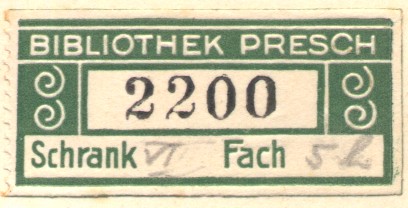 BIBLIOTHEK PRESCH
2200
Schrank VI Fach 5